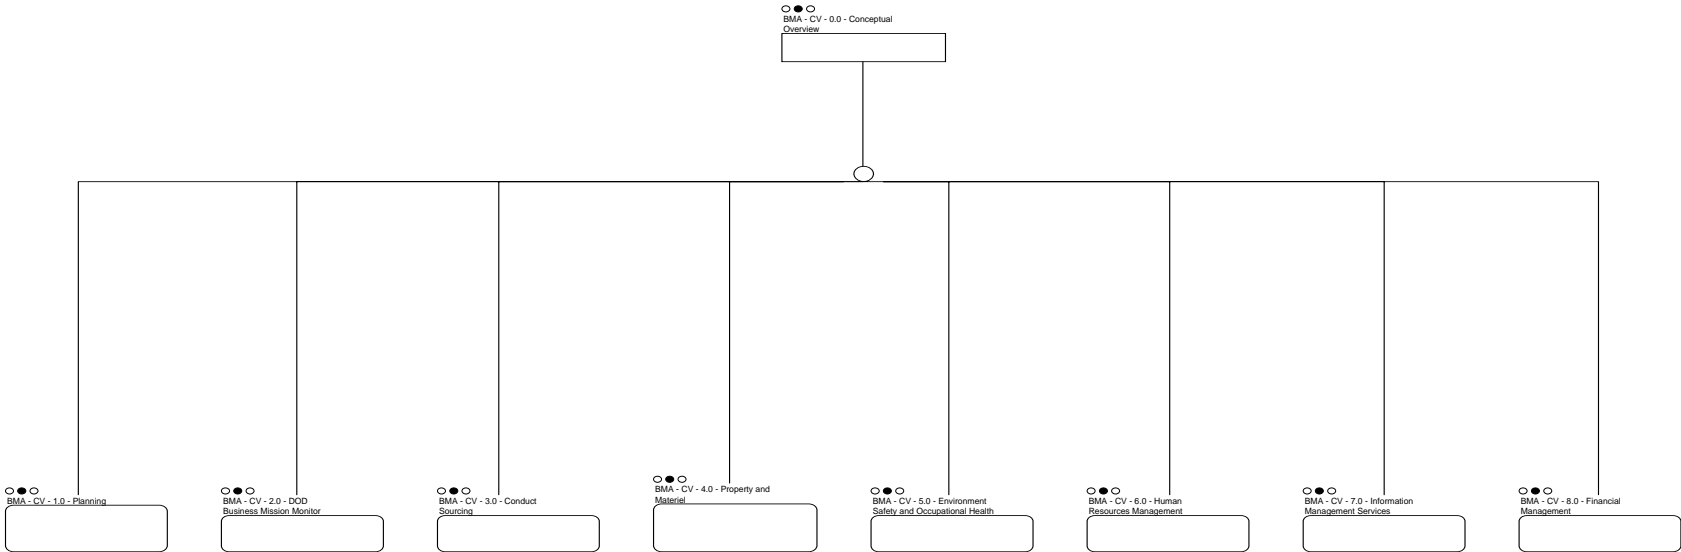 BMA - CV - 0.0 - Conceptual
Overview
BMA - CV - 1.0 - Planning
BMA - CV - 2.0 - DOD
Business Mission Monitor
BMA - CV - 3.0 - Conduct
Sourcing
BMA - CV - 4.0 - Property and
Materiel
BMA - CV - 5.0 - Environment
Safety and Occupational Health
BMA - CV - 6.0 - Human
Resources Management
BMA - CV - 7.0 - Information
Management Services
BMA - CV - 8.0 - Financial
Management